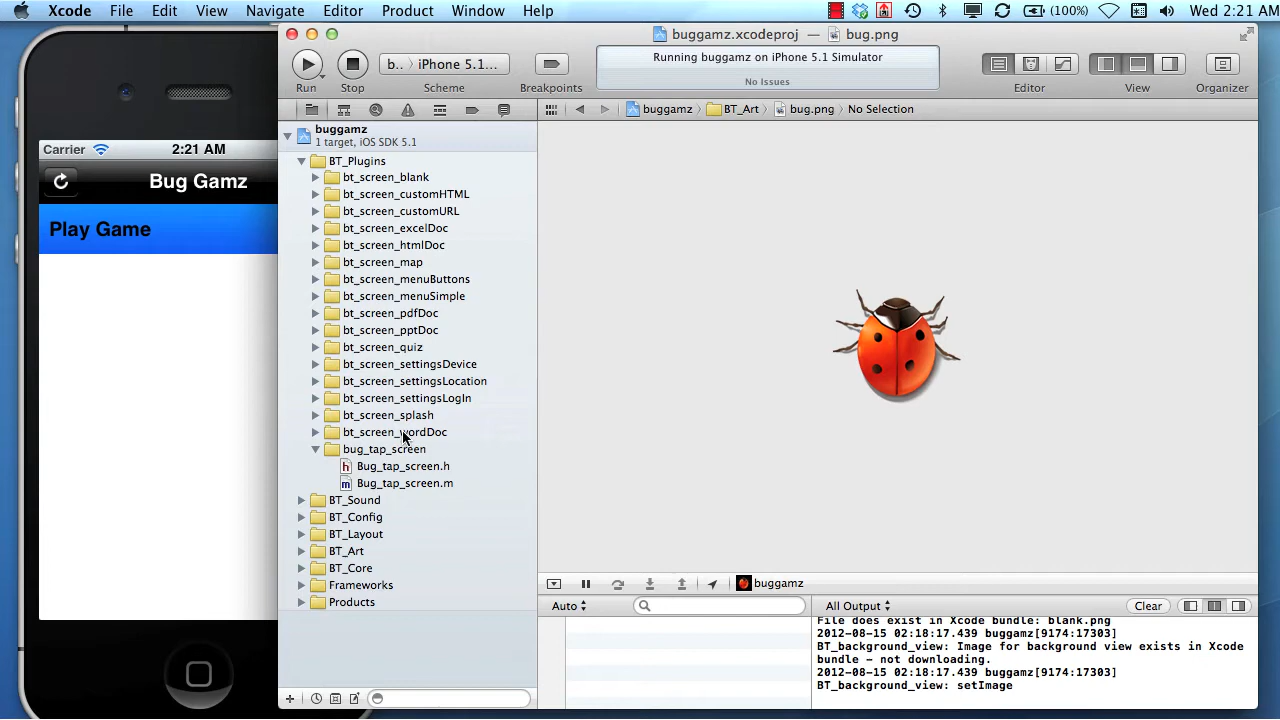 Xcode File Edit View Navigate Editor Product Window Help (100%) Wed 2:21 AM
Carrier 2:21 AM
Bug Gamz
Play Game
buggamz.xcodeproj — bug.png
b.. iPhone 5.1...
Running buggamz on iPhone 5.1 Simulator
No Issues
Run Stop Scheme Breakpoints Editor View Organizer
buggamz BT_Art bug.png No Selection
buggamz
1 target, iOS SDK 5.1
BT_Plugins
bt_screen_blank
bt_screen_customHTML
bt_screen_customURL
bt_screen_excelDoc
bt_screen_htmlDoc
bt_screen_map
bt_screen_menuButtons
bt_screen_menuSimple
bt_screen_pdfDoc
bt_screen_pptDoc
bt_screen_quiz
bt_screen_settingsDevice
bt_screen_settingsLocation
bt_screen_settingsLogIn
bt_screen_splash
bt_screen_wordDoc
bug_tap_screen
Bug_tap_screen.h
Bug_tap_screen.m
BT_Sound
BT_Config
BT_Layout
BT_Art
BT_Core
Frameworks
Products
buggamz
Auto
All Output
Clear
File does exist in Xcode bundle: blank.png
2012-08-15 02:18:17.439 buggamz[9174:17303]
BT_background_view: Image for background view exists in Xcode
bundle - not downloading.
2012-08-15 02:18:17.439 buggamz[9174:17303]
BT_background_view: setImage